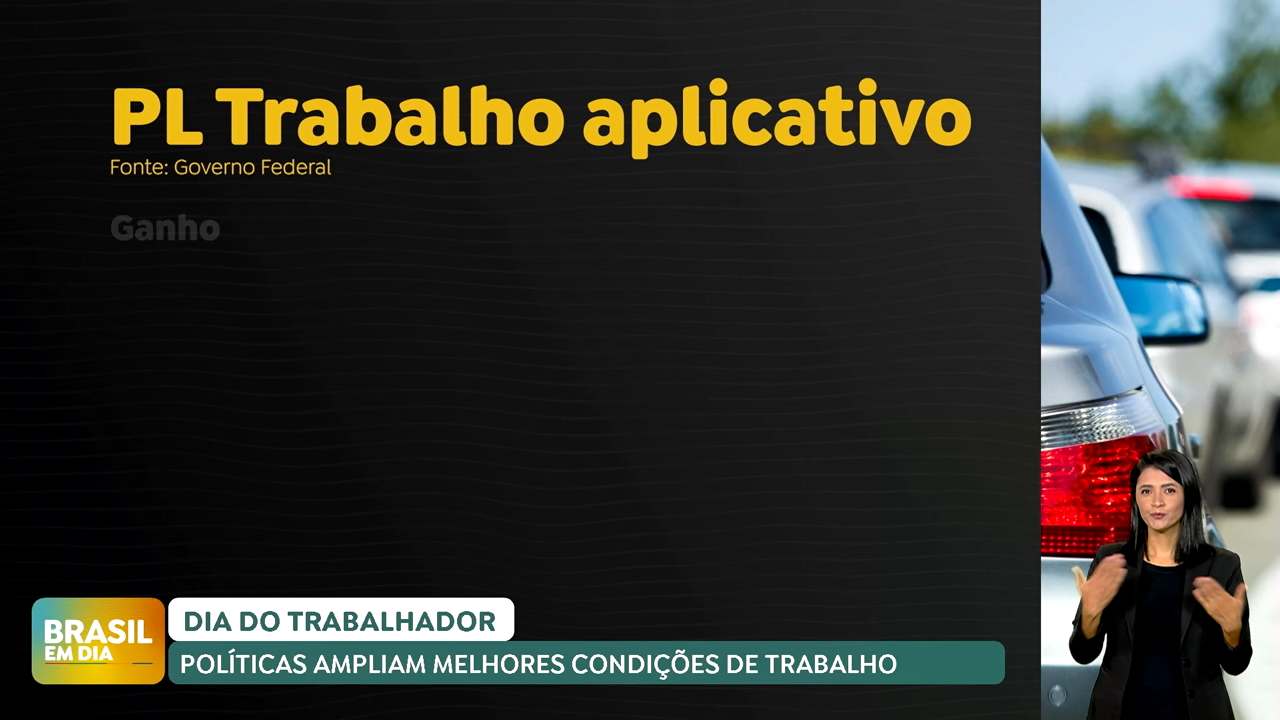 PL Trabalho aplicativo
Fonte: Governo Federal
Ganho
BRASIL
EM DIA
DIA DO TRABALHADOR
POLÍTICAS AMPLIAM MELHORES CONDIÇÕES DE TRABALHO